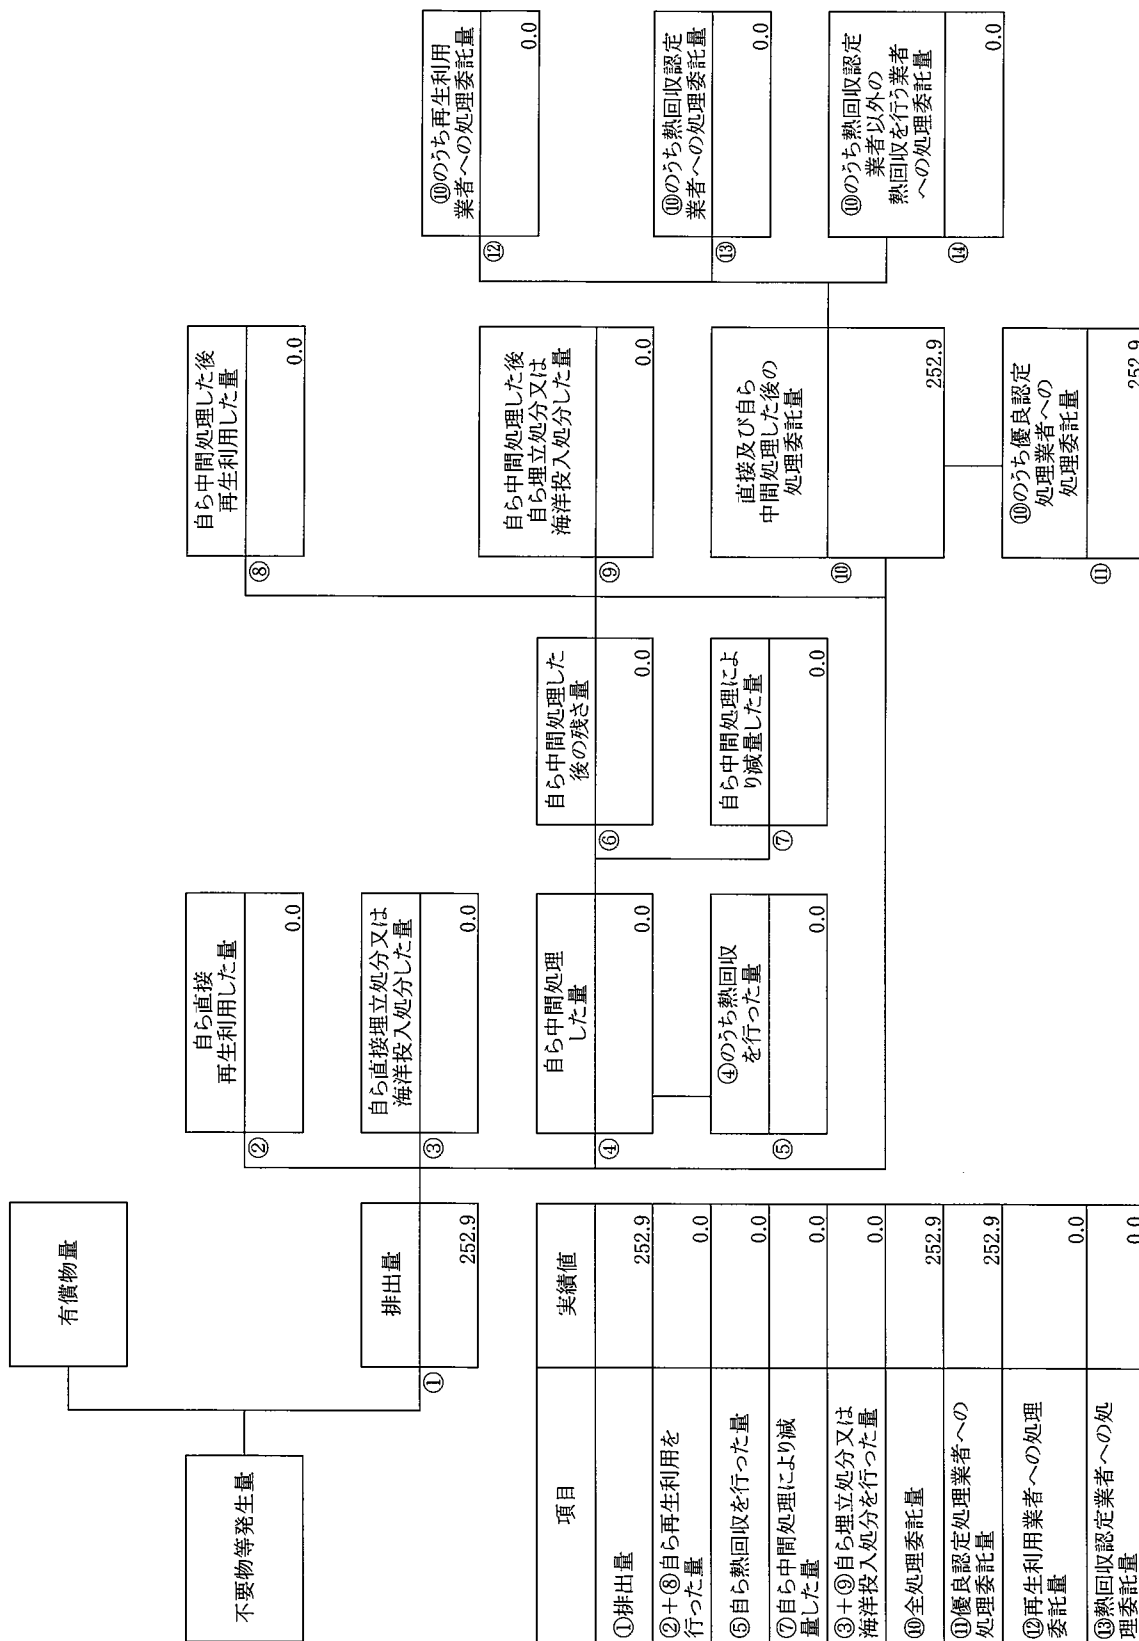 不要物等発生量
有償物量
①
排出量
252.9
②
自ら直接
再生利用した量
0.0
③
自ら直接埋立処分又は
海洋投入処分した量
0.0
④
自ら中間処理
した量
0.0
⑤
④のうち熱回収
を行った量
0.0
⑥
自ら中間処理した
後の残さ量
0.0
⑦
自ら中間処理によ
り減量した量
0.0
⑧
自ら中間処理した後
再生利用した量
0.0
⑨
自ら中間処理した後
自ら埋立処分又は
海洋投入処分した量
0.0
⑩
直接及び自ら
中間処理した後の
処理委託量
252.9
⑪
⑩のうち優良認定
処理業者への
処理委託量
252.9
⑫
⑩のうち再生利用
業者への処理委託量
0.0
⑬
⑩のうち熱回収認定
業者への処理委託量
0.0
⑭
⑩のうち熱回収認定
業者以外の
熱回収を行う業者
への処理委託量
0.0
項目
実績値
①排出量
252.9
②+⑧自ら再生利用を
行った量
0.0
⑤自ら熱回収を行った量
0.0
⑦自ら中間処理により減
量した量
0.0
③+⑨自ら埋立処分又は
海洋投入処分を行った量
0.0
⑩全処理委託量
252.9
⑪優良認定処理業者への
処理委託量
252.9
⑫再生利用業者への処理
委託量
0.0
⑬熱回収認定業者への処
理委託量
0.0